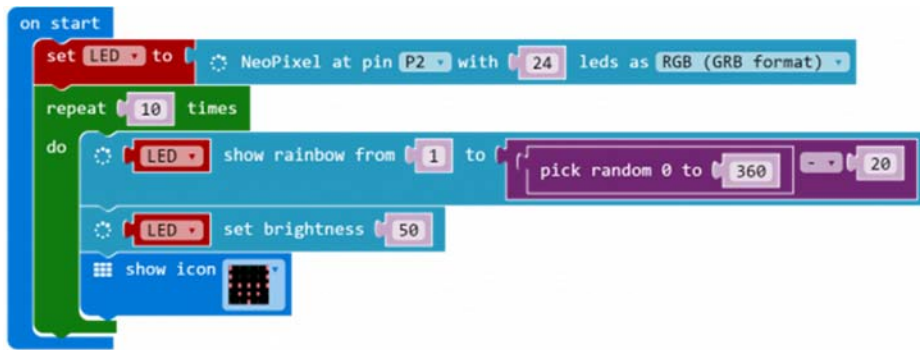 on start
set LED to NeoPixel at pin P2 with 24 leds as RGB (GRB format)
repeat 10 times
do LED show rainbow from 1 to pick random 0 to 360 - 20
LED set brightness 50
show icon